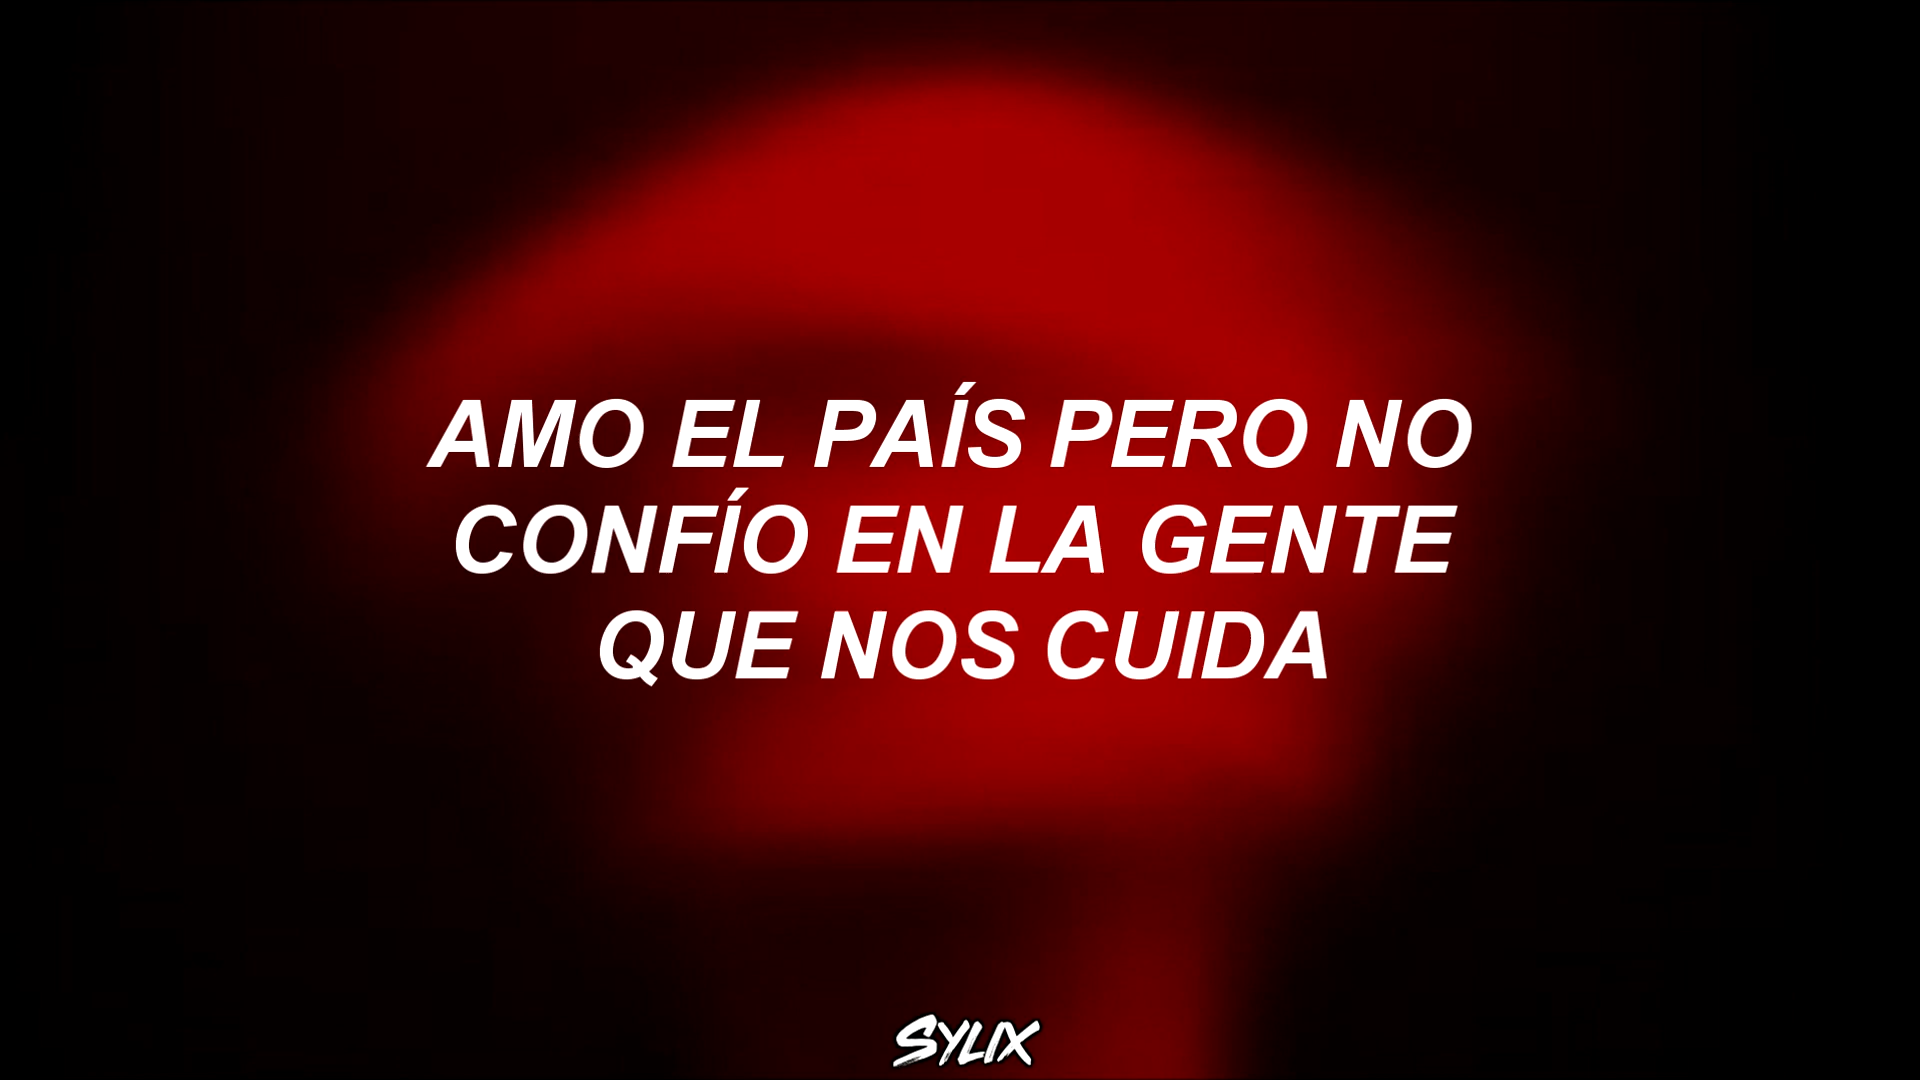 AMO EL PAÍS PERO NO
CONFÍO EN LA GENTE
QUE NOS CUIDA
SYLIX